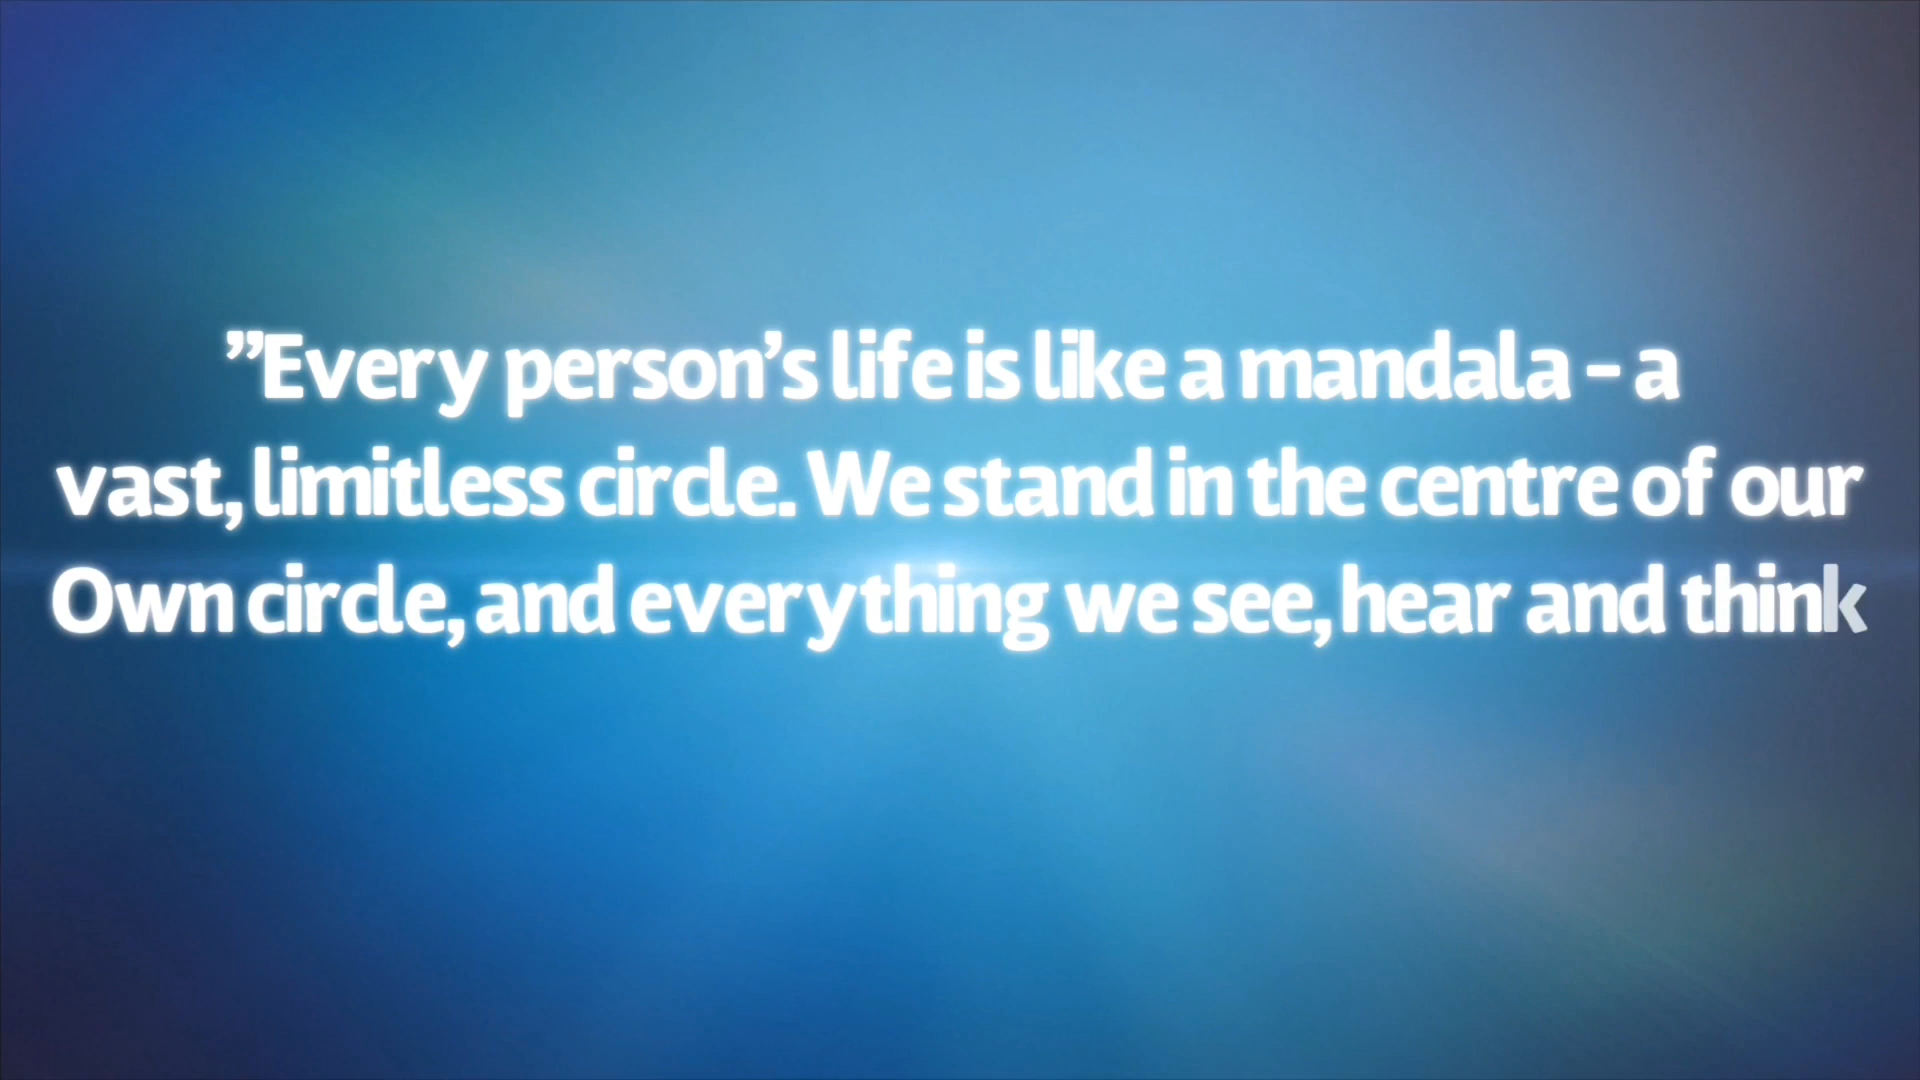 ”Every person’s life is like a mandala – a
vast, limitless circle. We stand in the centre of our
Own circle, and everything we see, hear and think